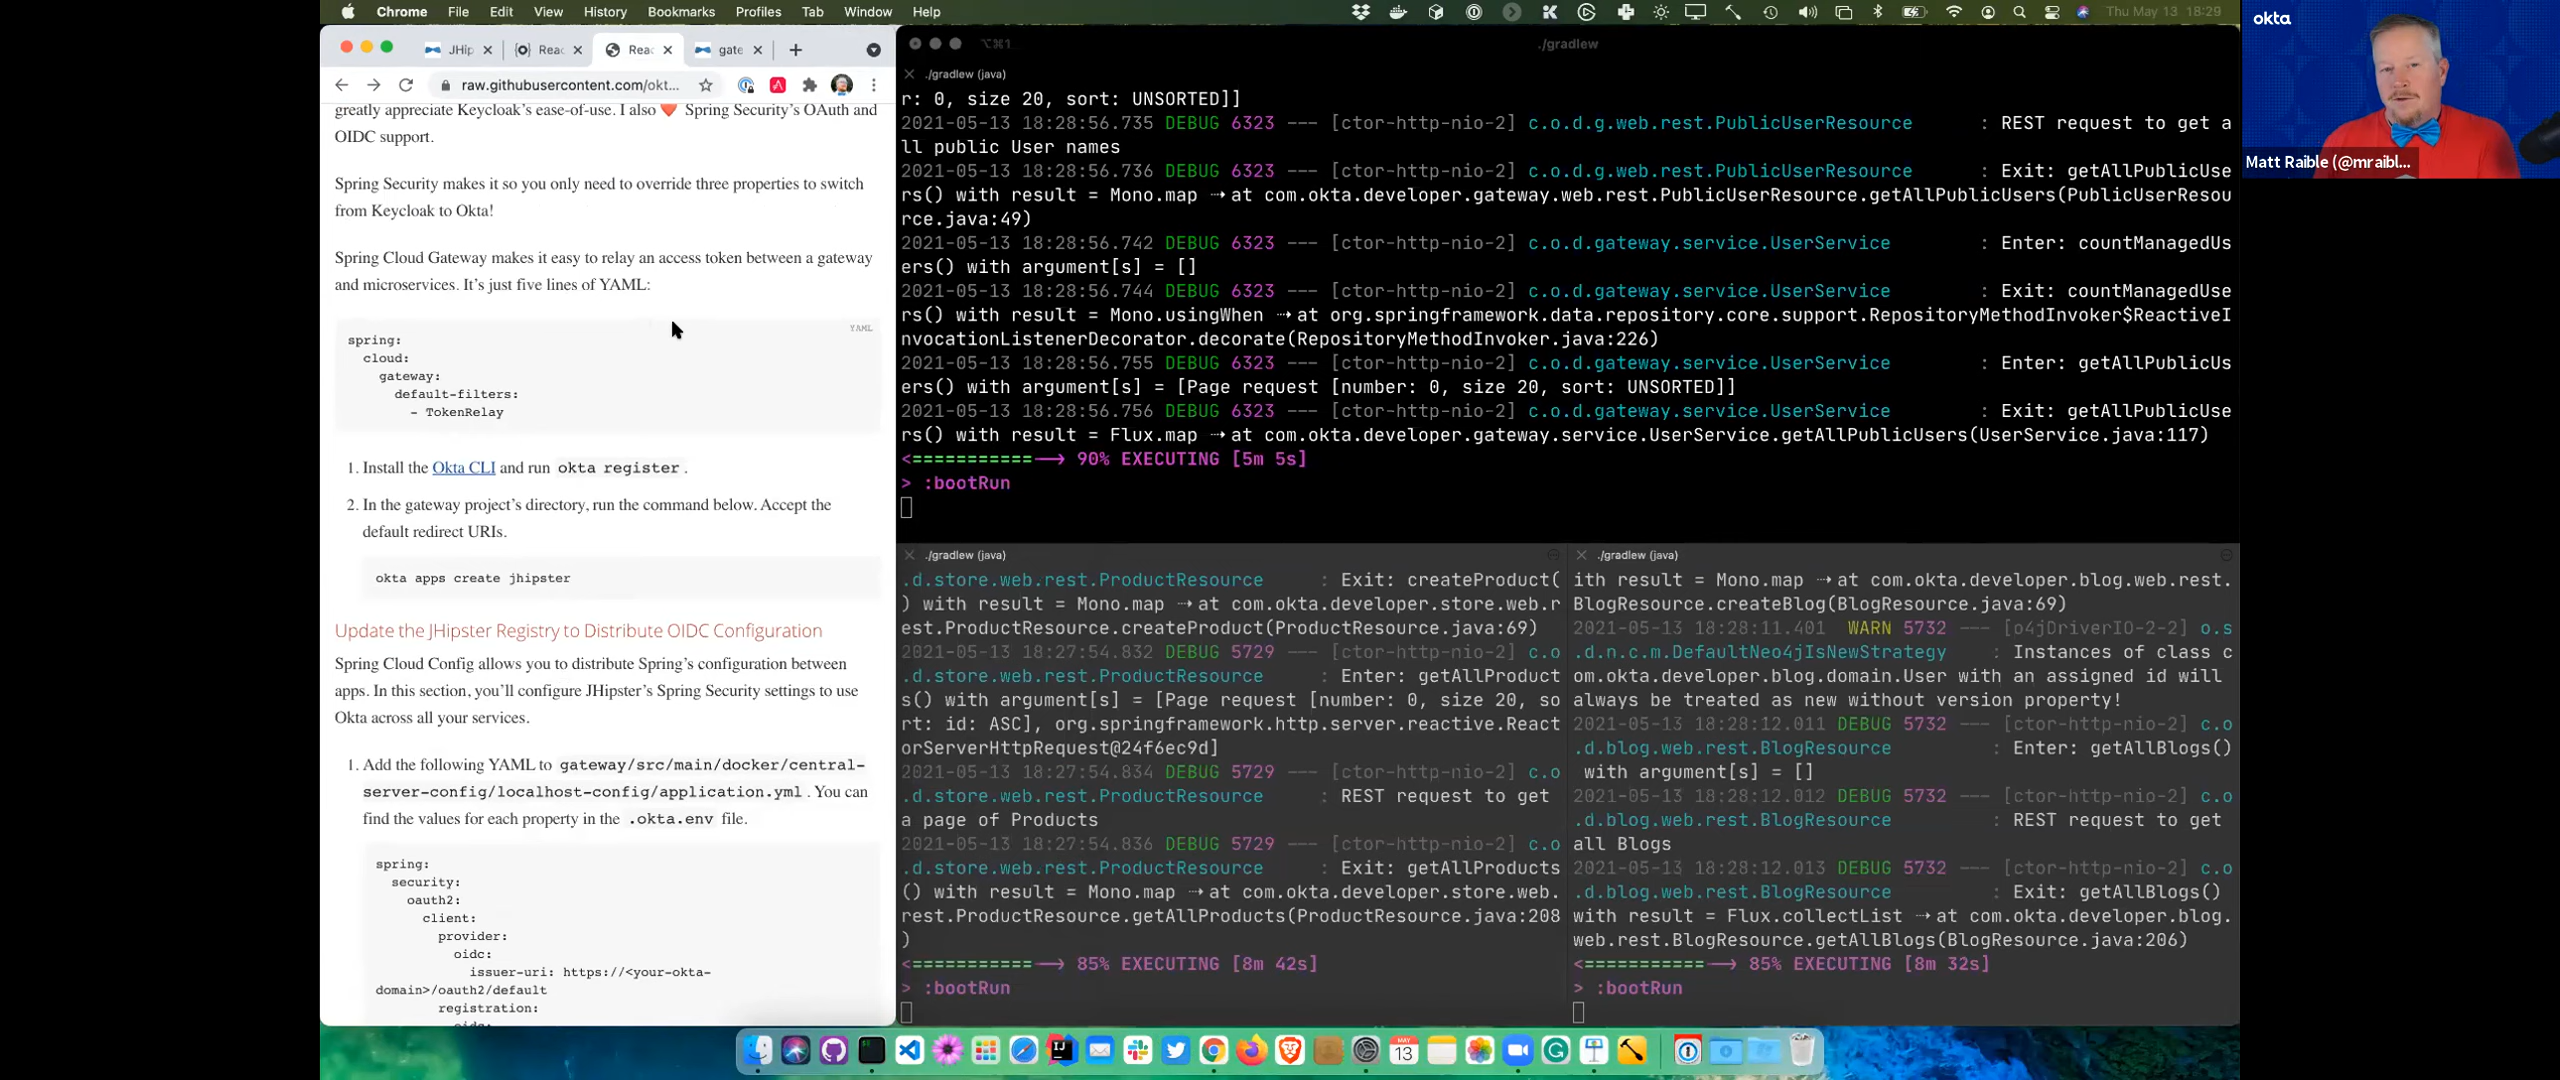 Chrome File Edit View History Bookmarks Profiles Tab Window Help
Thu May 13 18:29
JHip Reac Reac gate
raw.githubusercontent.com/okt...
greatly appreciate Keycloak's ease-of-use. I also ❤️ Spring Security's OAuth and
OIDC support.
Spring Security makes it so you only need to override three properties to switch
from Keycloak to Okta!
Spring Cloud Gateway makes it easy to relay an access token between a gateway
and microservices. It's just five lines of YAML:
YAML
spring:
cloud:
gateway:
default-filters:
- TokenRelay
1. Install the Okta CLI and run okta register .
2. In the gateway project's directory, run the command below. Accept the
default redirect URIs.
okta apps create jhipster
Update the JHipster Registry to Distribute OIDC Configuration
Spring Cloud Config allows you to distribute Spring's configuration between
apps. In this section, you'll configure JHipster's Spring Security settings to use
Okta across all your services.
1. Add the following YAML to gateway/src/main/docker/central-
server-config/localhost-config/application.yml . You can
find the values for each property in the .okta.env file.
spring:
security:
oauth2:
client:
provider:
oidc:
issuer-uri: https://<your-okta-
domain>/oauth2/default
registration:
oidc:
⌥⌘1
./gradlew
./gradlew (java)
r: 0, size 20, sort: UNSORTED]]
2021-05-13 18:28:56.735 DEBUG 6323 --- [ctor-http-nio-2] c.o.d.g.web.rest.PublicUserResource : REST request to get a
ll public User names
2021-05-13 18:28:56.736 DEBUG 6323 --- [ctor-http-nio-2] c.o.d.g.web.rest.PublicUserResource : Exit: getAllPublicUse
rs() with result = Mono.map ⇢ at com.okta.developer.gateway.web.rest.PublicUserResource.getAllPublicUsers(PublicUserResou
rce.java:49)
2021-05-13 18:28:56.742 DEBUG 6323 --- [ctor-http-nio-2] c.o.d.gateway.service.UserService : Enter: countManagedUs
ers() with argument[s] = []
2021-05-13 18:28:56.744 DEBUG 6323 --- [ctor-http-nio-2] c.o.d.gateway.service.UserService : Exit: countManagedUse
rs() with result = Mono.usingWhen ⇢ at org.springframework.data.repository.core.support.RepositoryMethodInvoker$ReactiveI
nvocationListenerDecorator.decorate(RepositoryMethodInvoker.java:226)
2021-05-13 18:28:56.755 DEBUG 6323 --- [ctor-http-nio-2] c.o.d.gateway.service.UserService : Enter: getAllPublicUs
ers() with argument[s] = [Page request [number: 0, size 20, sort: UNSORTED]]
2021-05-13 18:28:56.756 DEBUG 6323 --- [ctor-http-nio-2] c.o.d.gateway.service.UserService : Exit: getAllPublicUse
rs() with result = Flux.map ⇢ at com.okta.developer.gateway.service.UserService.getAllPublicUsers(UserService.java:117)
<===========--> 90% EXECUTING [5m 5s]
> :bootRun
./gradlew (java)
.d.store.web.rest.ProductResource : Exit: createProduct(
) with result = Mono.map ⇢ at com.okta.developer.store.web.r
est.ProductResource.createProduct(ProductResource.java:69)
2021-05-13 18:27:54.832 DEBUG 5729 --- [ctor-http-nio-2] c.o
.d.store.web.rest.ProductResource : Enter: getAllProduct
s() with argument[s] = [Page request [number: 0, size 20, so
rt: id: ASC], org.springframework.http.server.reactive.React
orServerHttpRequest@24f6ec9d]
2021-05-13 18:27:54.834 DEBUG 5729 --- [ctor-http-nio-2] c.o
.d.store.web.rest.ProductResource : REST request to get
a page of Products
2021-05-13 18:27:54.836 DEBUG 5729 --- [ctor-http-nio-2] c.o
.d.store.web.rest.ProductResource : Exit: getAllProducts
() with result = Mono.map ⇢ at com.okta.developer.store.web.
rest.ProductResource.getAllProducts(ProductResource.java:208
)
<===========--> 85% EXECUTING [8m 42s]
> :bootRun
./gradlew (java)
ith result = Mono.map ⇢ at com.okta.developer.blog.web.rest.
BlogResource.createBlog(BlogResource.java:69)
2021-05-13 18:28:11.401 WARN 5732 --- [o4jDriverIO-2-2] o.s
.d.n.c.m.DefaultNeo4jIsNewStrategy : Instances of class c
om.okta.developer.blog.domain.User with an assigned id will
always be treated as new without version property!
2021-05-13 18:28:12.011 DEBUG 5732 --- [ctor-http-nio-2] c.o
.d.blog.web.rest.BlogResource : Enter: getAllBlogs()
with argument[s] = []
2021-05-13 18:28:12.012 DEBUG 5732 --- [ctor-http-nio-2] c.o
.d.blog.web.rest.BlogResource : REST request to get
all Blogs
2021-05-13 18:28:12.013 DEBUG 5732 --- [ctor-http-nio-2] c.o
.d.blog.web.rest.BlogResource : Exit: getAllBlogs()
with result = Flux.collectList ⇢ at com.okta.developer.blog.
web.rest.BlogResource.getAllBlogs(BlogResource.java:206)
<===========--> 85% EXECUTING [8m 32s]
> :bootRun
okta
Matt Raible (@mraibl...
MAY
13